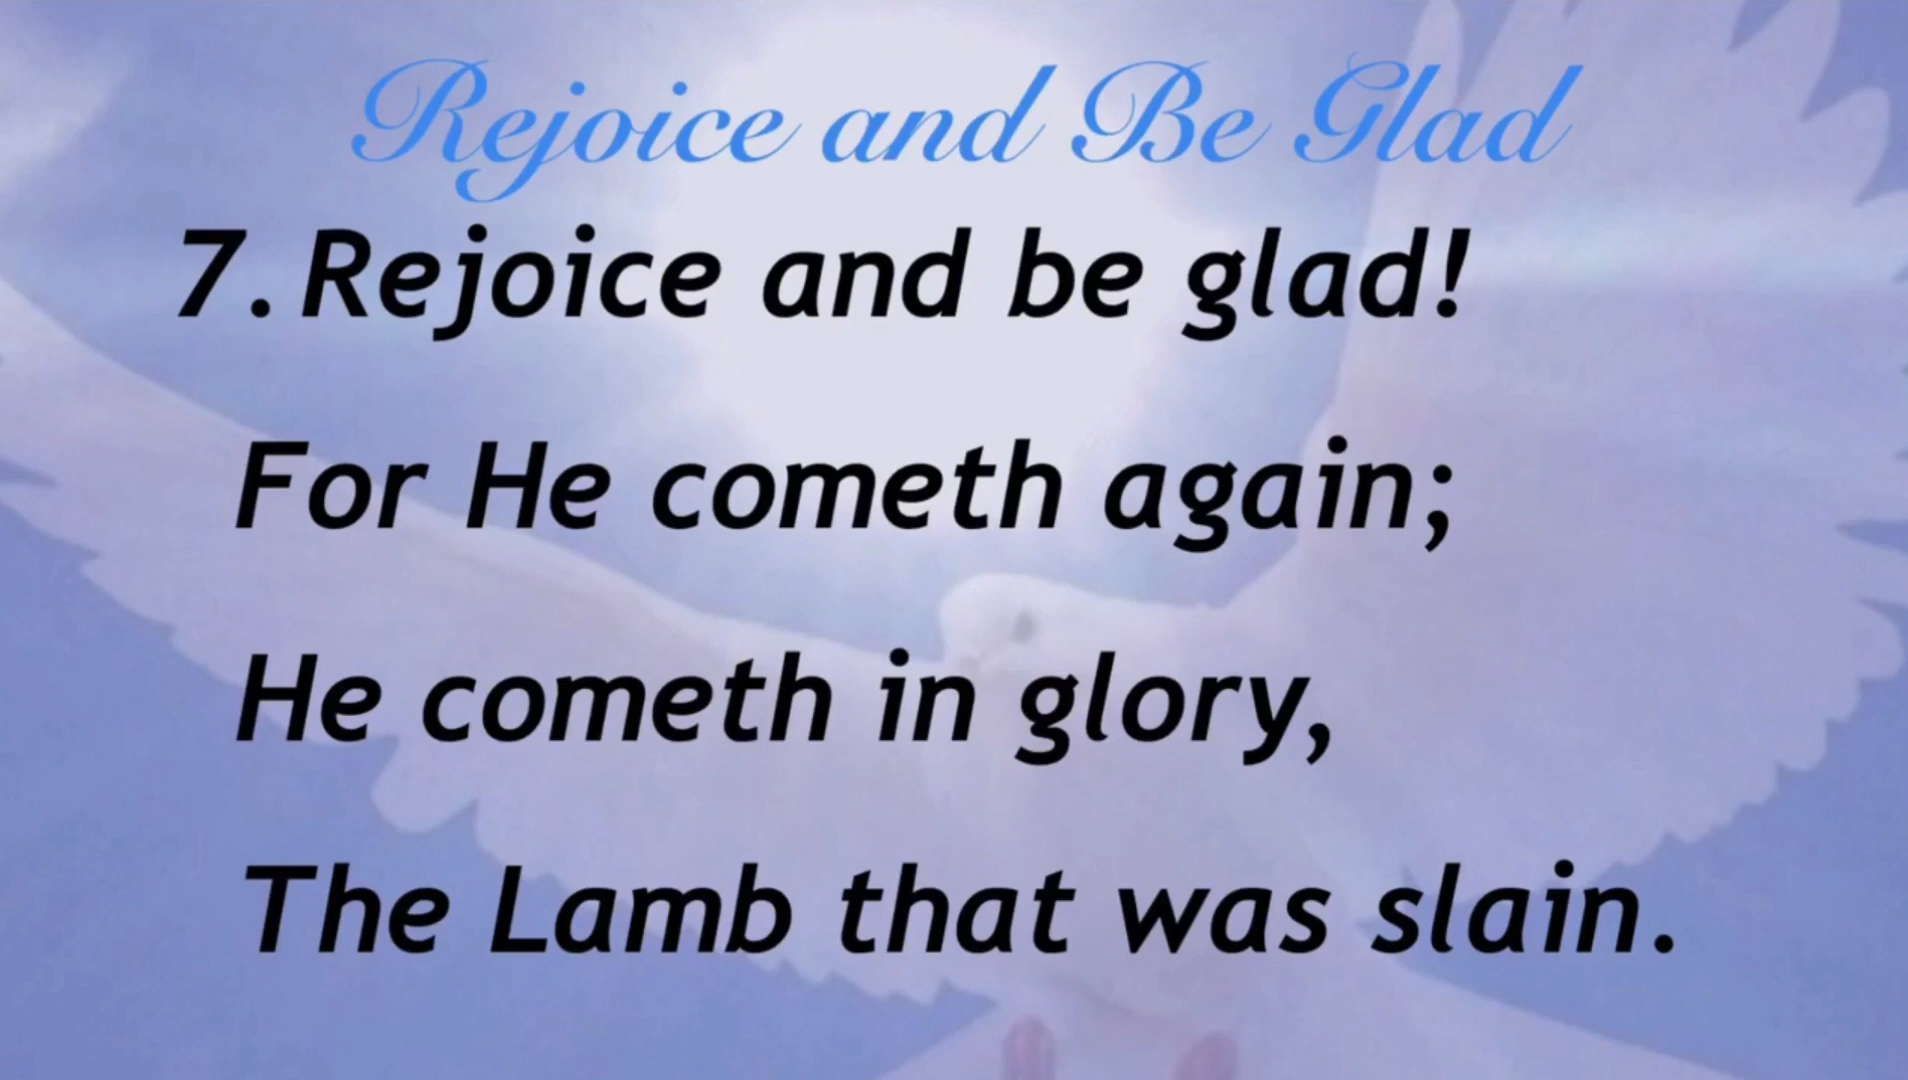 Rejoice and Be Glad
7. Rejoice and be glad!
For He cometh again;
He cometh in glory,
The Lamb that was slain.